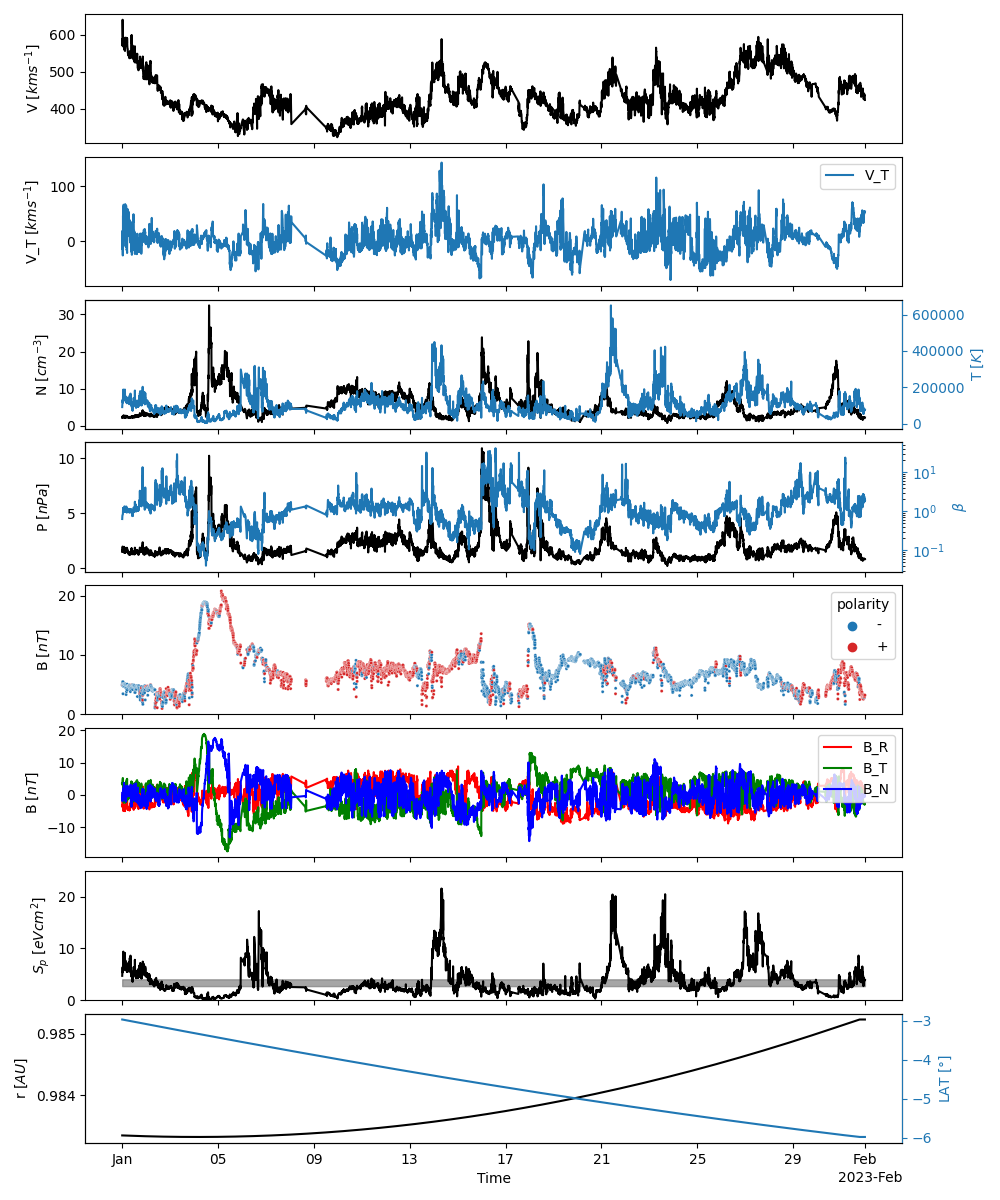 600
500
400
V [kms⁻¹]
V_T
100
0
V_T [kms⁻¹]
30
20
10
0
N [cm⁻³]
600000
400000
200000
0
T [K]
10
5
0
P [nPa]
10¹
10⁰
10⁻¹
β
polarity
-
+
20
10
0
B [nT]
B_R
B_T
B_N
20
10
0
−10
B [nT]
20
10
0
Sₚ [eVcm²]
0.985
0.984
r [AU]
−3
−4
−5
−6
LAT [°]
Jan 05 09 13 17 21 25 29 Feb
Time
2023-Feb